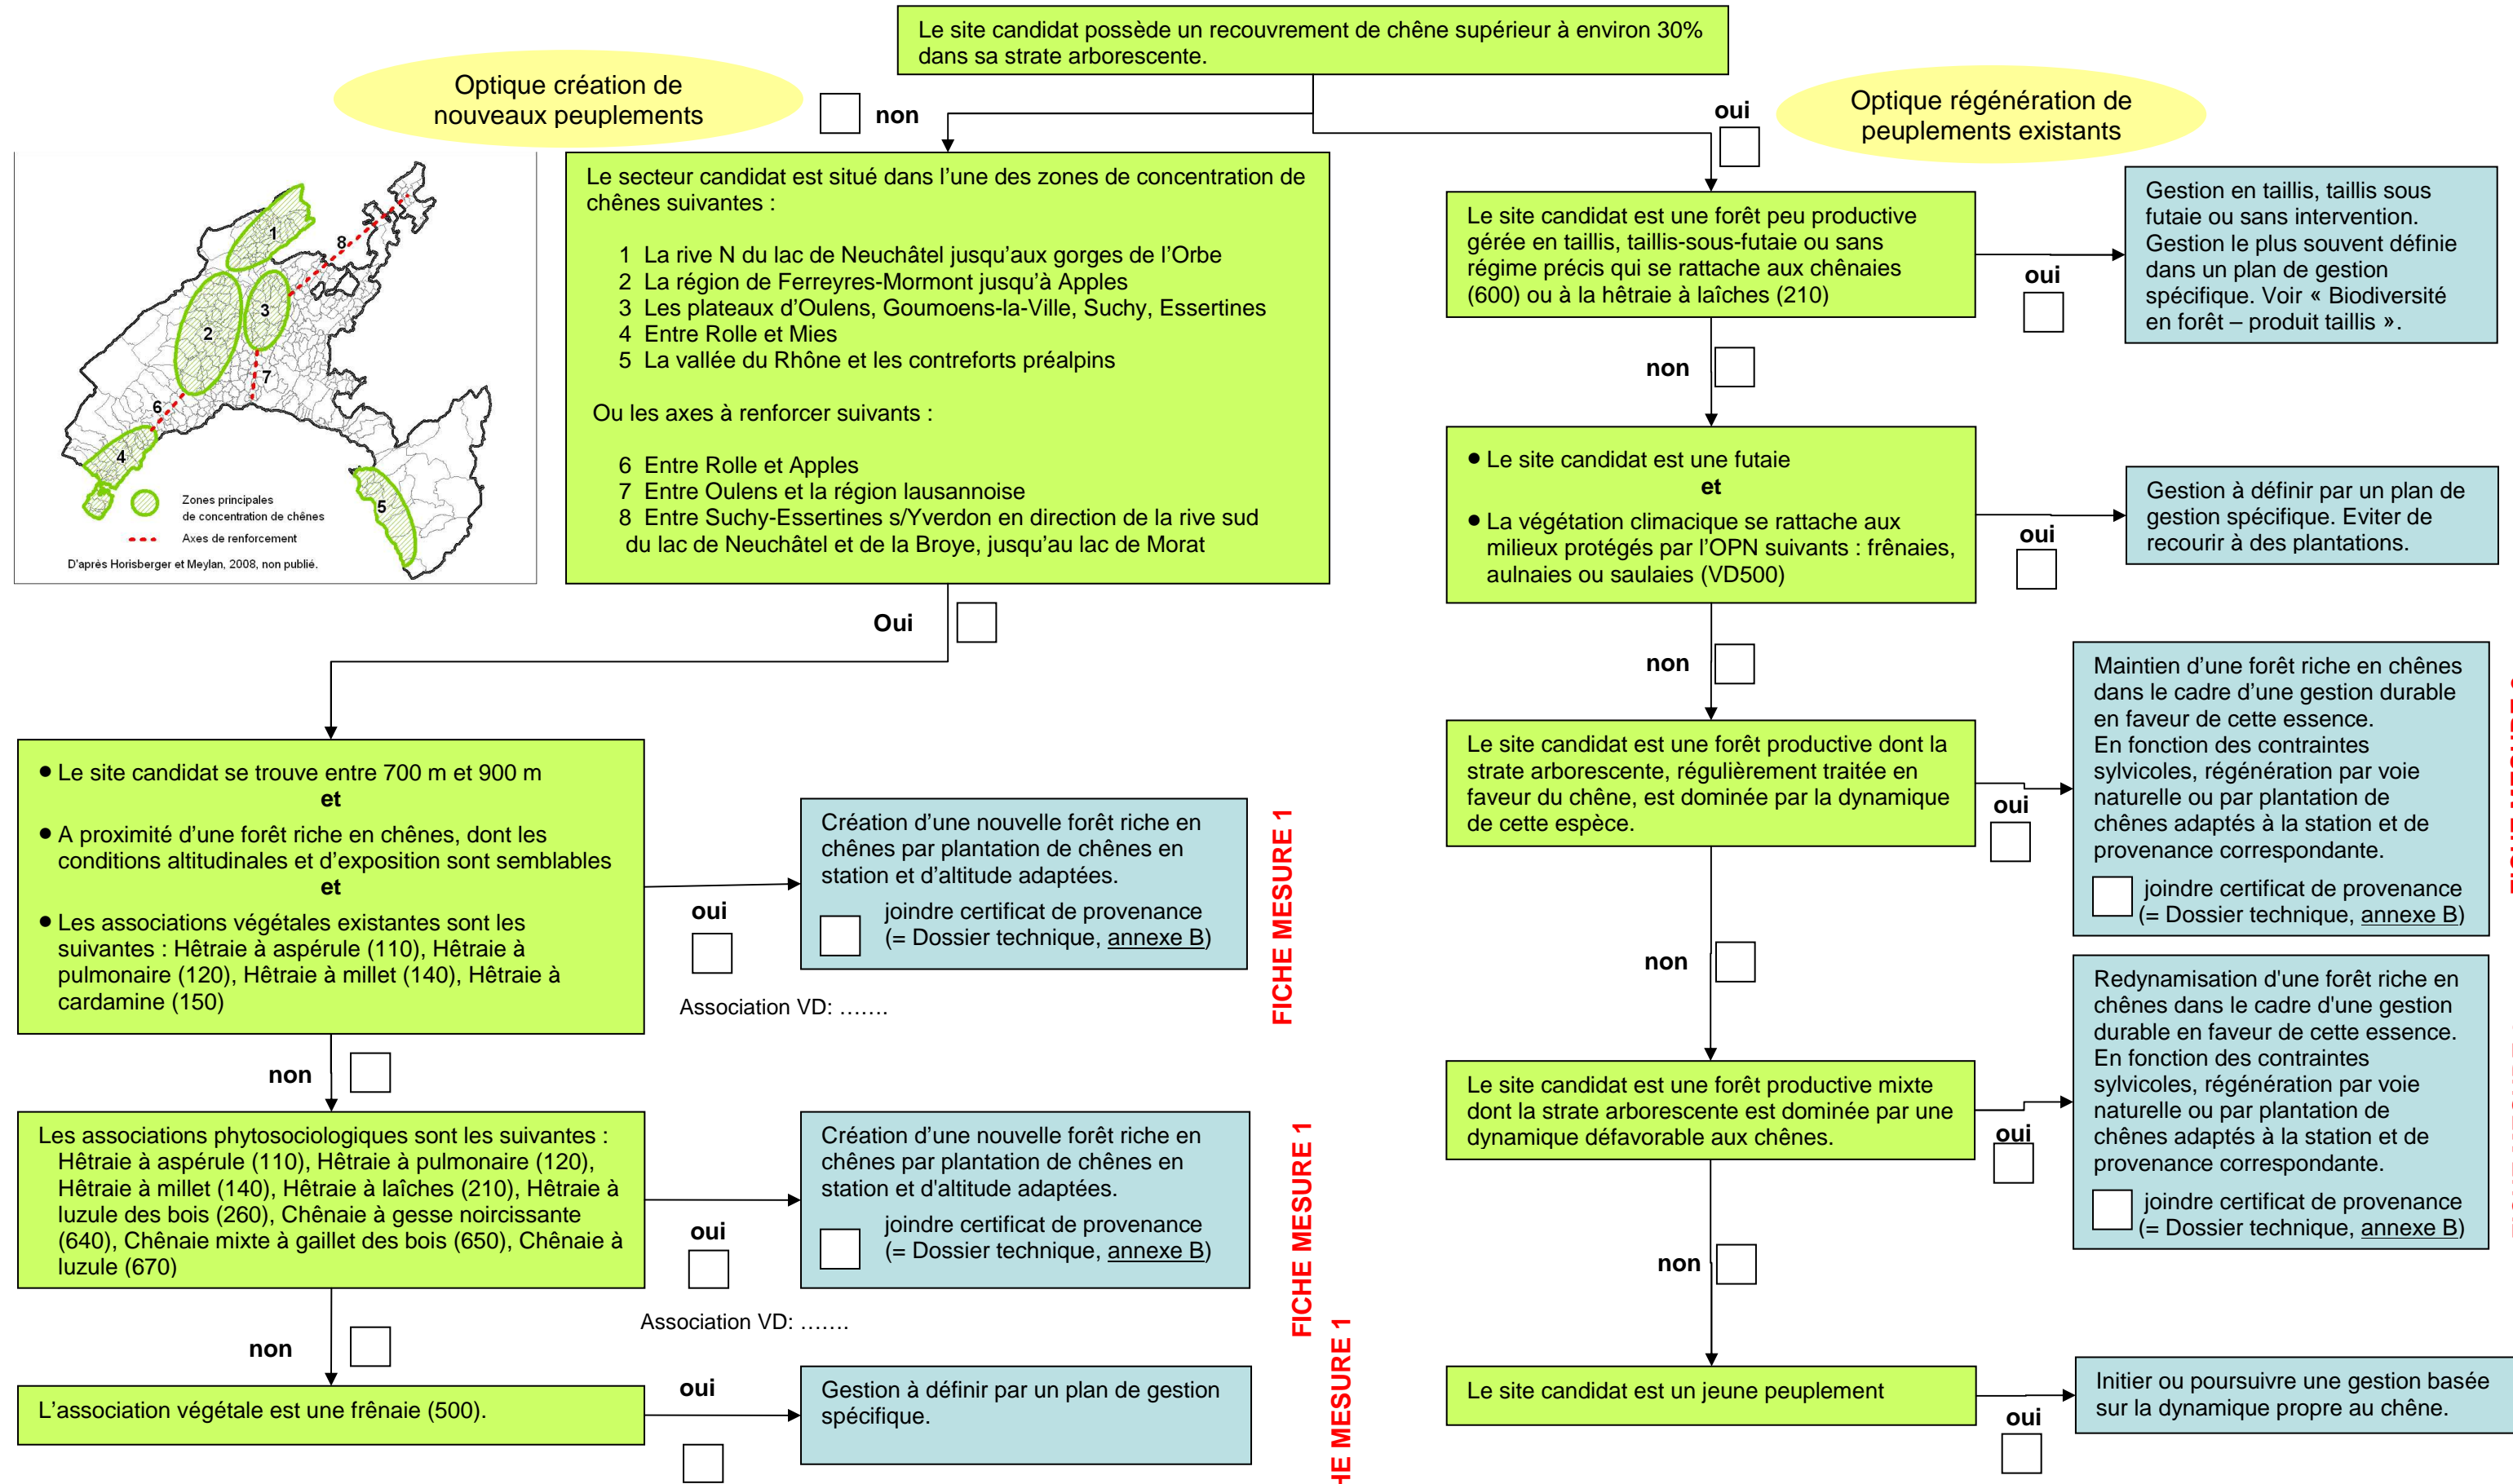 Le site candidat possède un recouvrement de chêne supérieur à environ 30%
dans sa strate arborescente.
Optique création de
nouveaux peuplements
non
oui
Optique régénération de
peuplements existants
1
2
3
4
5
6
7
8
Zones principales
de concentration de chênes
Axes de renforcement
D'après Horisberger et Meylan, 2008, non publié.
Le secteur candidat est situé dans l'une des zones de concentration de
chênes suivantes :
1 La rive N du lac de Neuchâtel jusqu'aux gorges de l'Orbe
2 La région de Ferreyres-Mormont jusqu'à Apples
3 Les plateaux d'Oulens, Goumoens-la-Ville, Suchy, Essertines
4 Entre Rolle et Mies
5 La vallée du Rhône et les contreforts préalpins
Ou les axes à renforcer suivants :
6 Entre Rolle et Apples
7 Entre Oulens et la région lausannoise
8 Entre Suchy-Essertines s/Yverdon en direction de la rive sud
du lac de Neuchâtel et de la Broye, jusqu'au lac de Morat
Oui
● Le site candidat se trouve entre 700 m et 900 m
et
● A proximité d'une forêt riche en chênes, dont les
conditions altitudinales et d'exposition sont semblables
et
● Les associations végétales existantes sont les
suivantes : Hêtraie à aspérule (110), Hêtraie à
pulmonaire (120), Hêtraie à millet (140), Hêtraie à
cardamine (150)
oui
Création d'une nouvelle forêt riche en
chênes par plantation de chênes en
station et d'altitude adaptées.
joindre certificat de provenance
(= Dossier technique, annexe B)
Association VD: …….
FICHE MESURE 1
non
Les associations phytosociologiques sont les suivantes :
Hêtraie à aspérule (110), Hêtraie à pulmonaire (120),
Hêtraie à millet (140), Hêtraie à laîches (210), Hêtraie à
luzule des bois (260), Chênaie à gesse noircissante
(640), Chênaie mixte à gaillet des bois (650), Chênaie à
luzule (670)
oui
Création d'une nouvelle forêt riche en
chênes par plantation de chênes en
station et d'altitude adaptées.
joindre certificat de provenance
(= Dossier technique, annexe B)
Association VD: …….
FICHE MESURE 1
non
L'association végétale est une frênaie (500).
oui
Gestion à définir par un plan de gestion
spécifique.
HE MESURE 1
Le site candidat est une forêt peu productive
gérée en taillis, taillis-sous-futaie ou sans
régime précis qui se rattache aux chênaies
(600) ou à la hêtraie à laîches (210)
oui
Gestion en taillis, taillis sous
futaie ou sans intervention.
Gestion le plus souvent définie
dans un plan de gestion
spécifique. Voir « Biodiversité
en forêt – produit taillis ».
non
● Le site candidat est une futaie
et
● La végétation climacique se rattache aux
milieux protégés par l'OPN suivants : frênaies,
aulnaies ou saulaies (VD500)
oui
Gestion à définir par un plan de
gestion spécifique. Eviter de
recourir à des plantations.
non
Le site candidat est une forêt productive dont la
strate arborescente, régulièrement traitée en
faveur du chêne, est dominée par la dynamique
de cette espèce.
oui
Maintien d'une forêt riche en chênes
dans le cadre d'une gestion durable
en faveur de cette essence.
En fonction des contraintes
sylvicoles, régénération par voie
naturelle ou par plantation de
chênes adaptés à la station et de
provenance correspondante.
joindre certificat de provenance
(= Dossier technique, annexe B)
non
Le site candidat est une forêt productive mixte
dont la strate arborescente est dominée par une
dynamique défavorable aux chênes.
oui
Redynamisation d'une forêt riche en
chênes dans le cadre d'une gestion
durable en faveur de cette essence.
En fonction des contraintes
sylvicoles, régénération par voie
naturelle ou par plantation de
chênes adaptés à la station et de
provenance correspondante.
joindre certificat de provenance
(= Dossier technique, annexe B)
non
Le site candidat est un jeune peuplement
oui
Initier ou poursuivre une gestion basée
sur la dynamique propre au chêne.